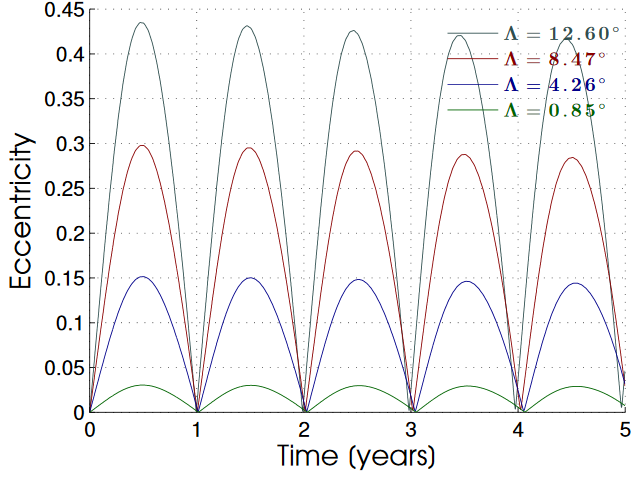 0.45
Λ = 12.60°
0.4
Λ = 8.47°
0.35
Λ = 4.26°
Λ = 0.85°
0.3
0.25
0.2
0.15
0.1
0.05
0
Eccentricity
0 1 2 3 4 5
Time (years)